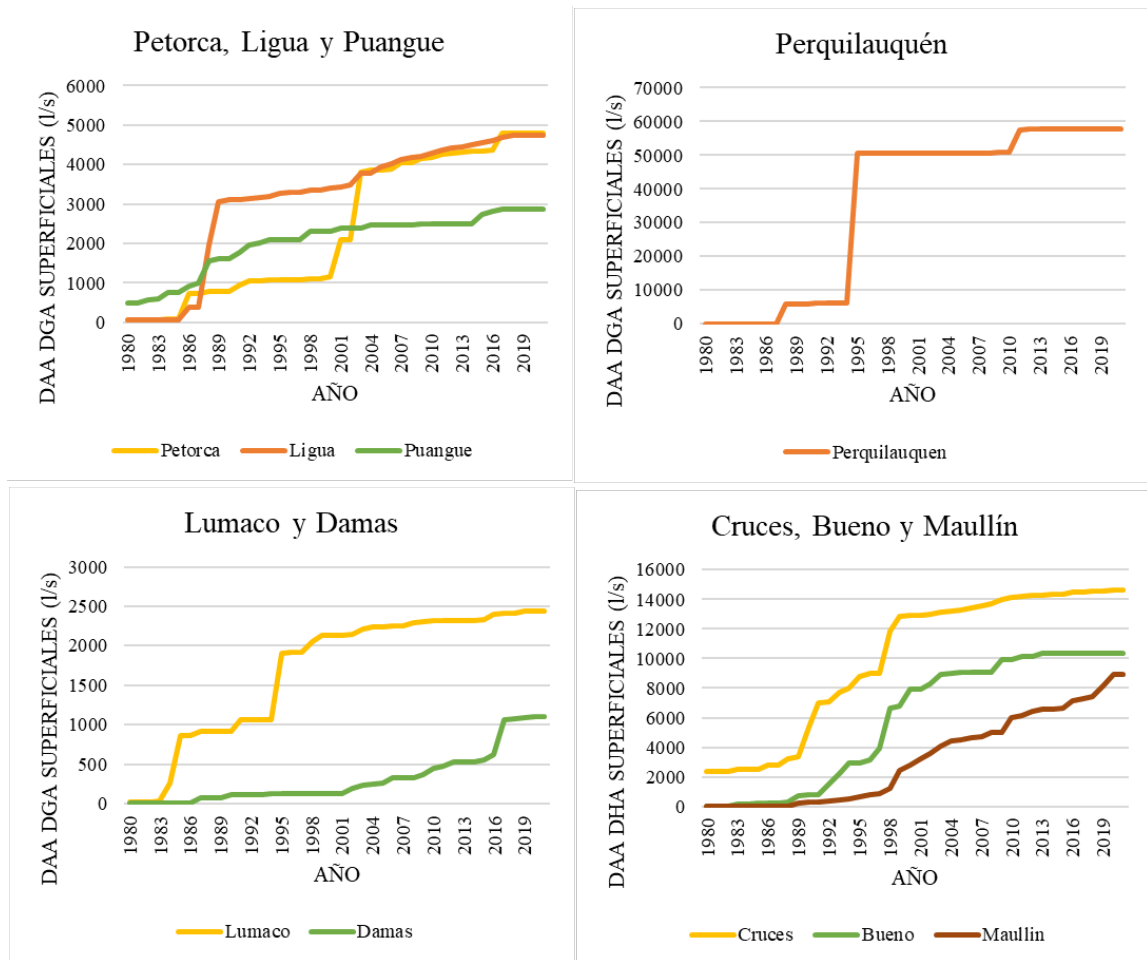 Petorca, Ligua y Puangue
DAA DGA SUPERFICIALES (l/s)
6000
5000
4000
3000
2000
1000
0
1980 1983 1986 1989 1992 1995 1998 2001 2004 2007 2010 2013 2016 2019
AÑO
Petorca Ligua Puangue
Perquilauquén
DAA DGA SUPERFICIALES (l/s)
70000
60000
50000
40000
30000
20000
10000
0
1980 1983 1986 1989 1992 1995 1998 2001 2004 2007 2010 2013 2016 2019
AÑO
Perquilauquen
Lumaco y Damas
DAA DGA SUPERFICIALES (l/s)
3000
2500
2000
1500
1000
500
0
1980 1983 1986 1989 1992 1995 1998 2001 2004 2007 2010 2013 2016 2019
AÑO
Lumaco Damas
Cruces, Bueno y Maullín
DAA DHA SUPERFICIALES (l/s)
16000
14000
12000
10000
8000
6000
4000
2000
0
1980 1983 1986 1989 1992 1995 1998 2001 2004 2007 2010 2013 2016 2019
AÑO
Cruces Bueno Maullin